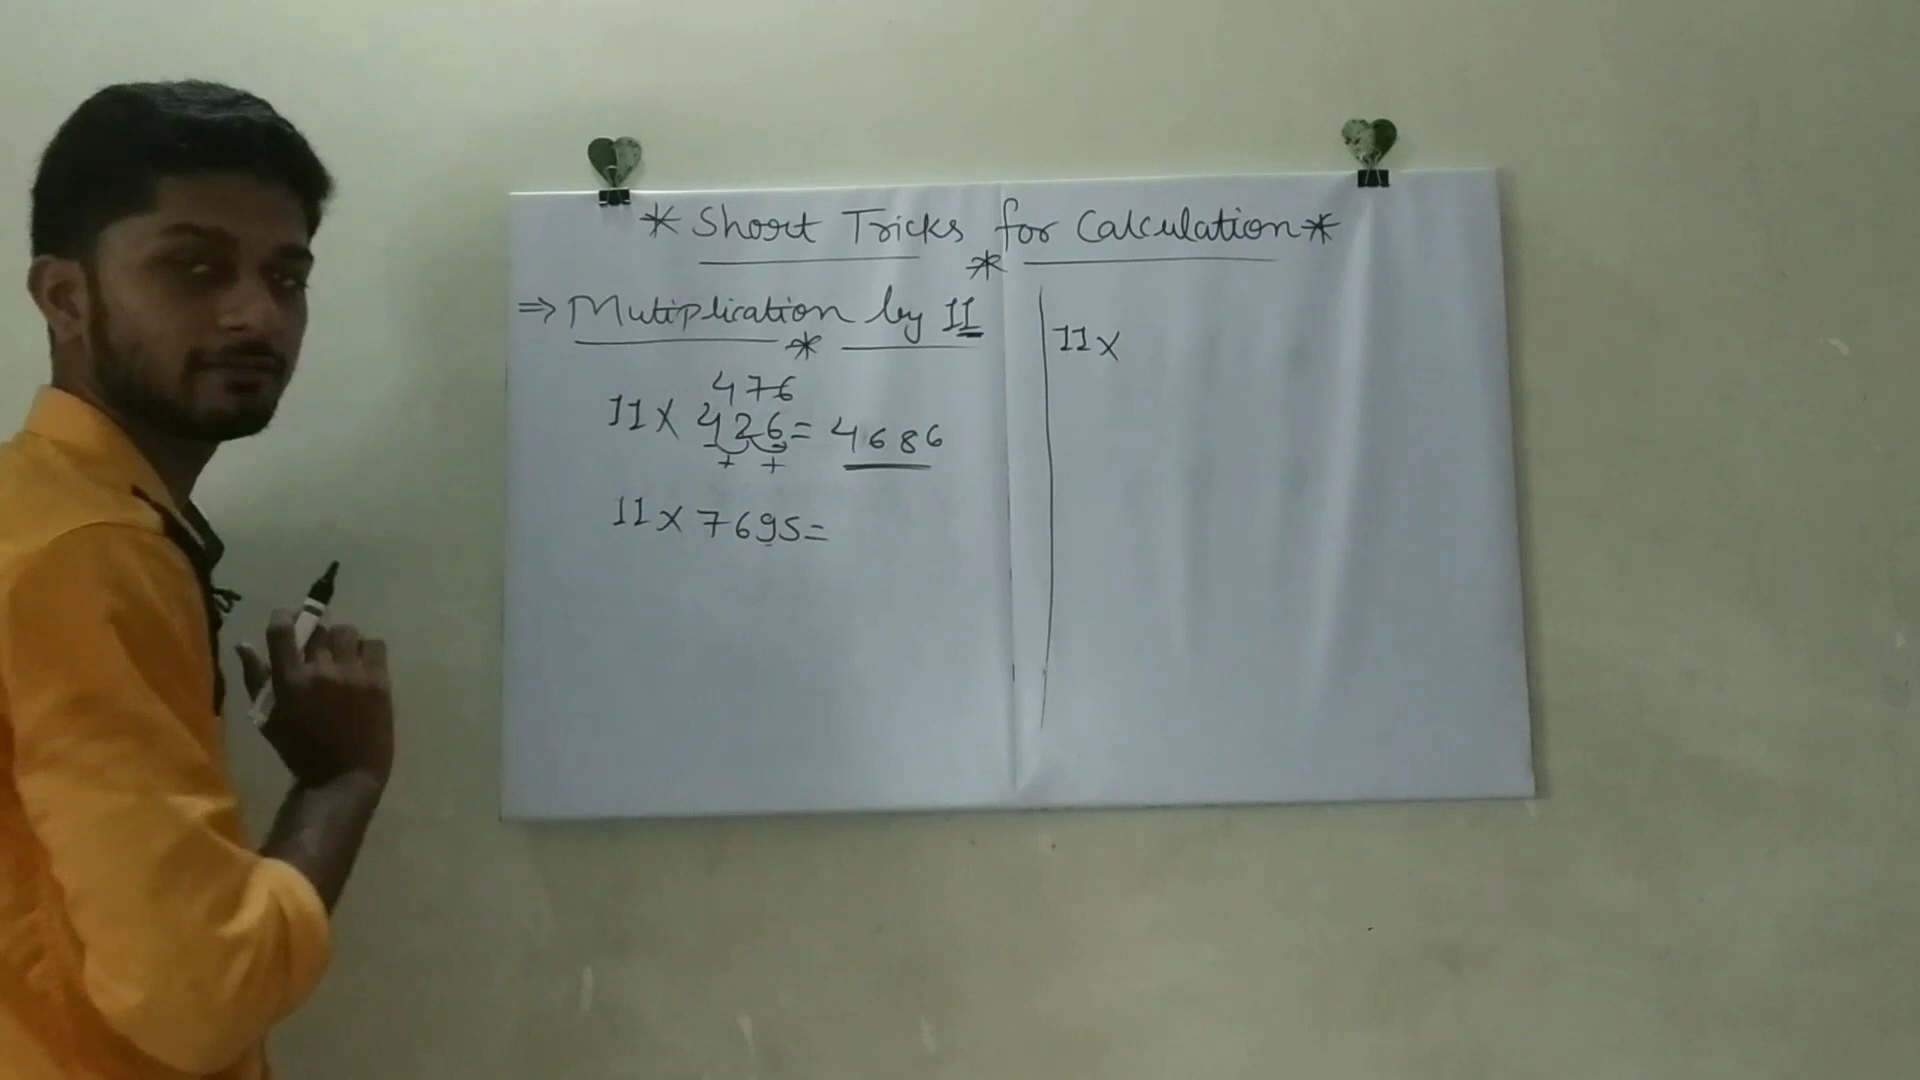 * Short Tricks for Calculation *
*
⇒ Mutiplication by 11
*
476
11 X 426 = 4686
+ +
11 X 7695 =
11 X